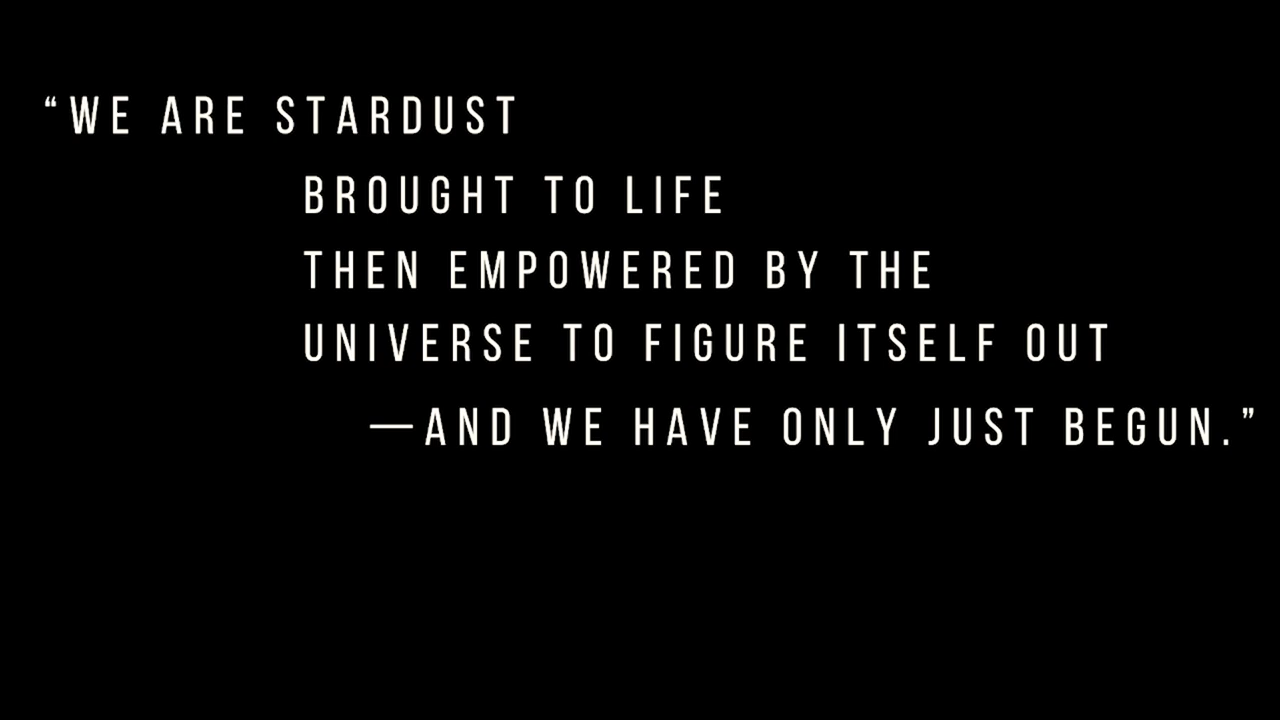 “WE ARE STARDUST
BROUGHT TO LIFE
THEN EMPOWERED BY THE
UNIVERSE TO FIGURE ITSELF OUT
—AND WE HAVE ONLY JUST BEGUN.”